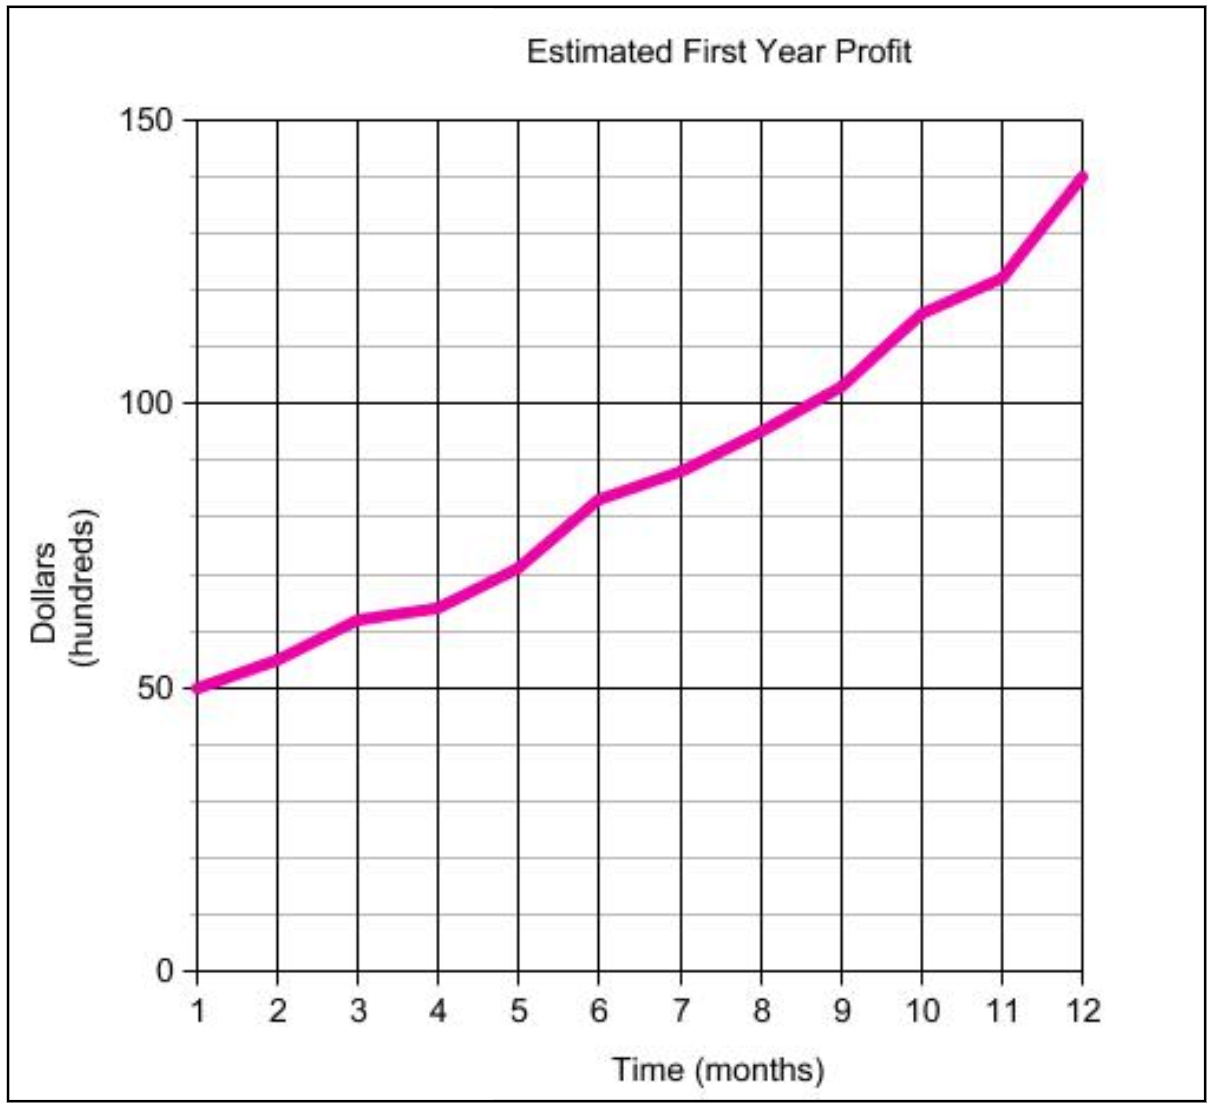 Estimated First Year Profit
150
100
50
0
Dollars
(hundreds)
1 2 3 4 5 6 7 8 9 10 11 12
Time (months)